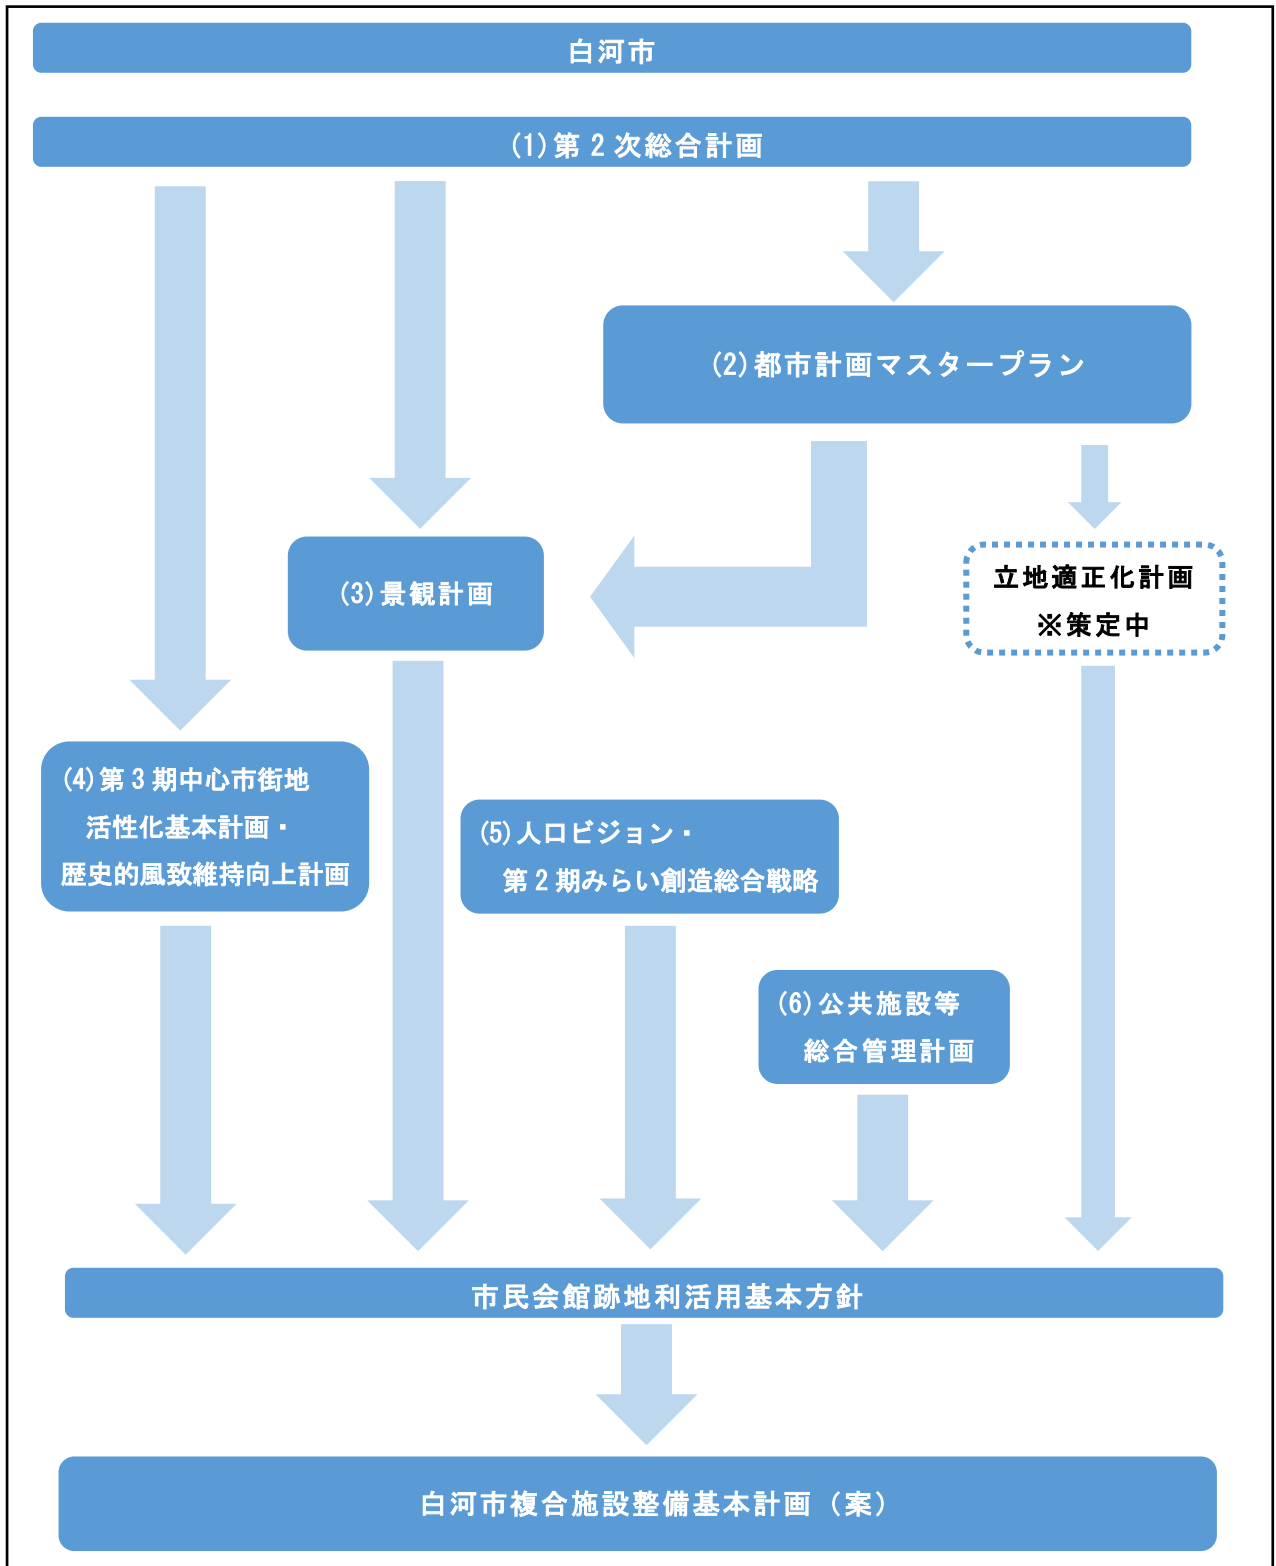 白河市
(1)第２次総合計画
(2)都市計画マスタープラン
(3)景観計画
立地適正化計画
※策定中
(4)第３期中心市街地
活性化基本計画・
歴史的風致維持向上計画
(5)人口ビジョン・
第２期みらい創造総合戦略
(6)公共施設等
総合管理計画
市民会館跡地利活用基本方針
白河市複合施設整備基本計画（案）